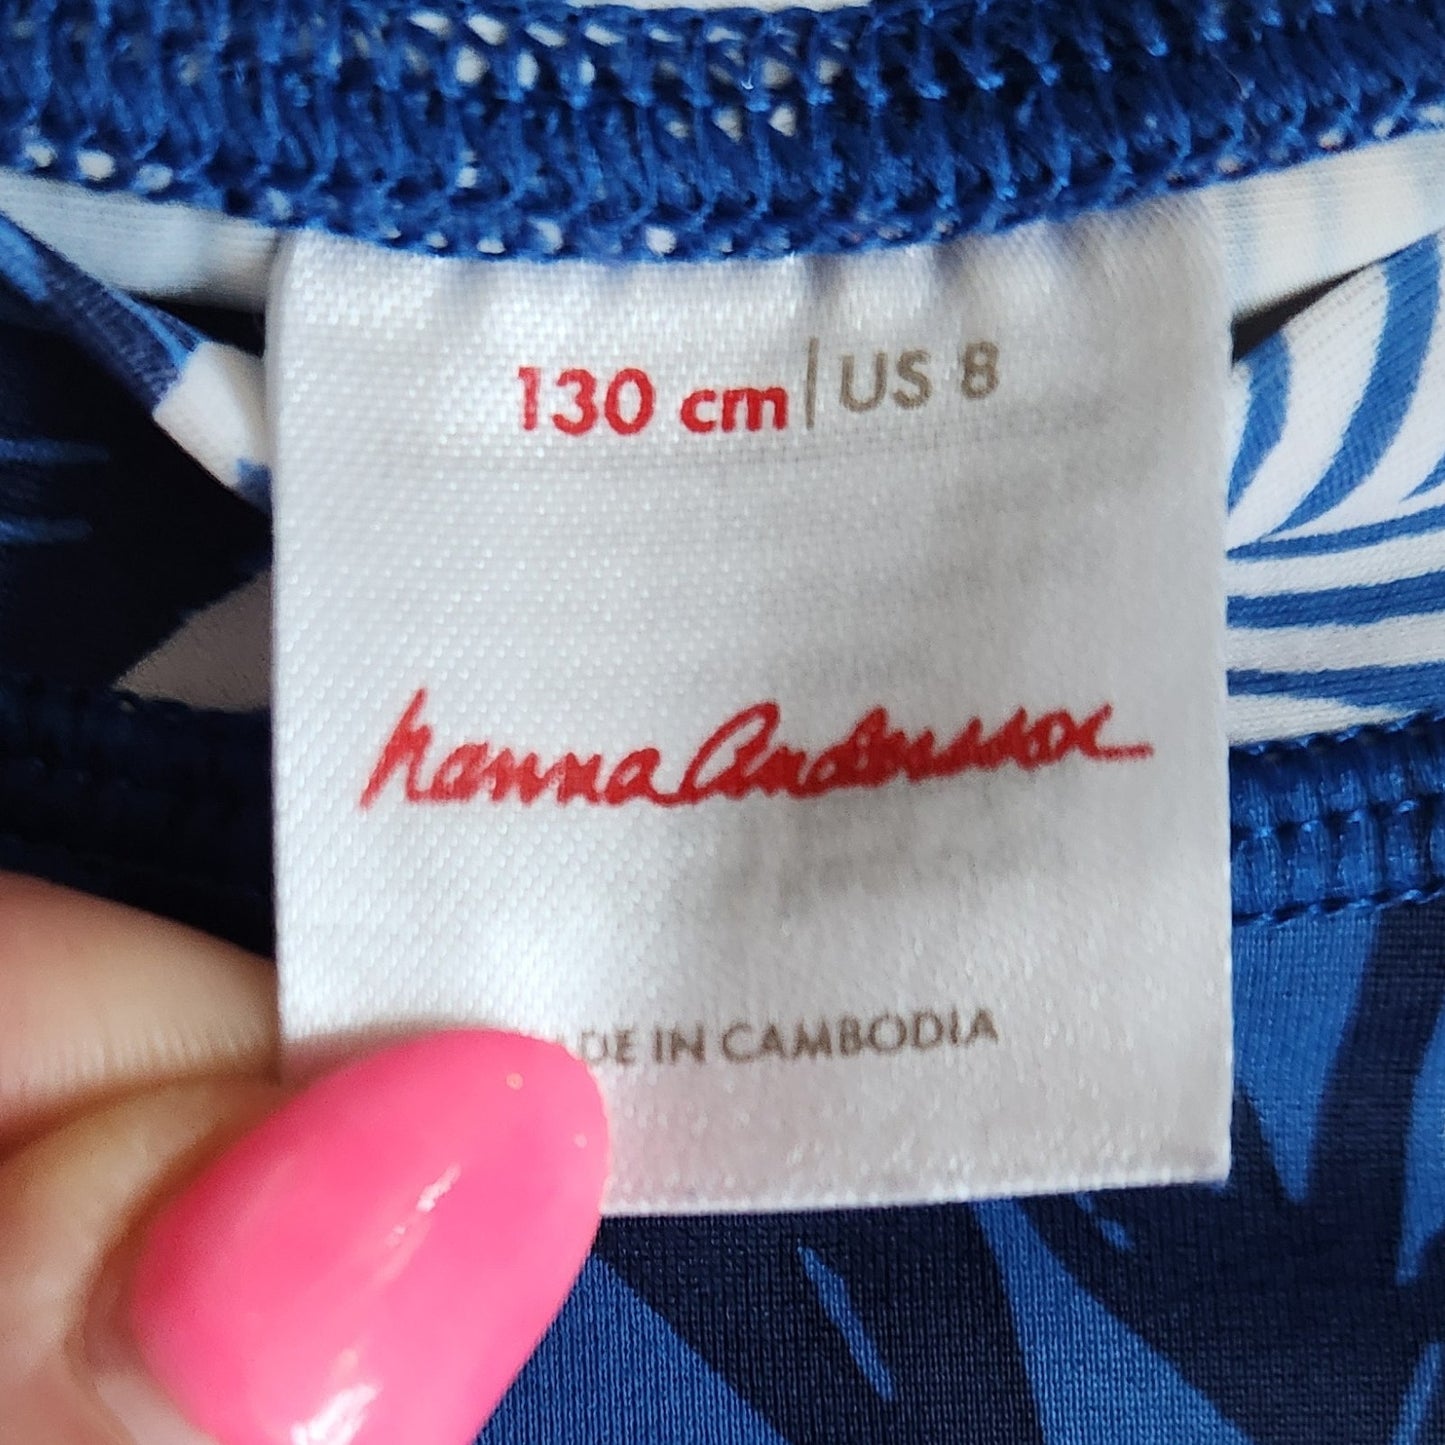 130 cm | US 8
hanna Andersson
DE IN CAMBODIA